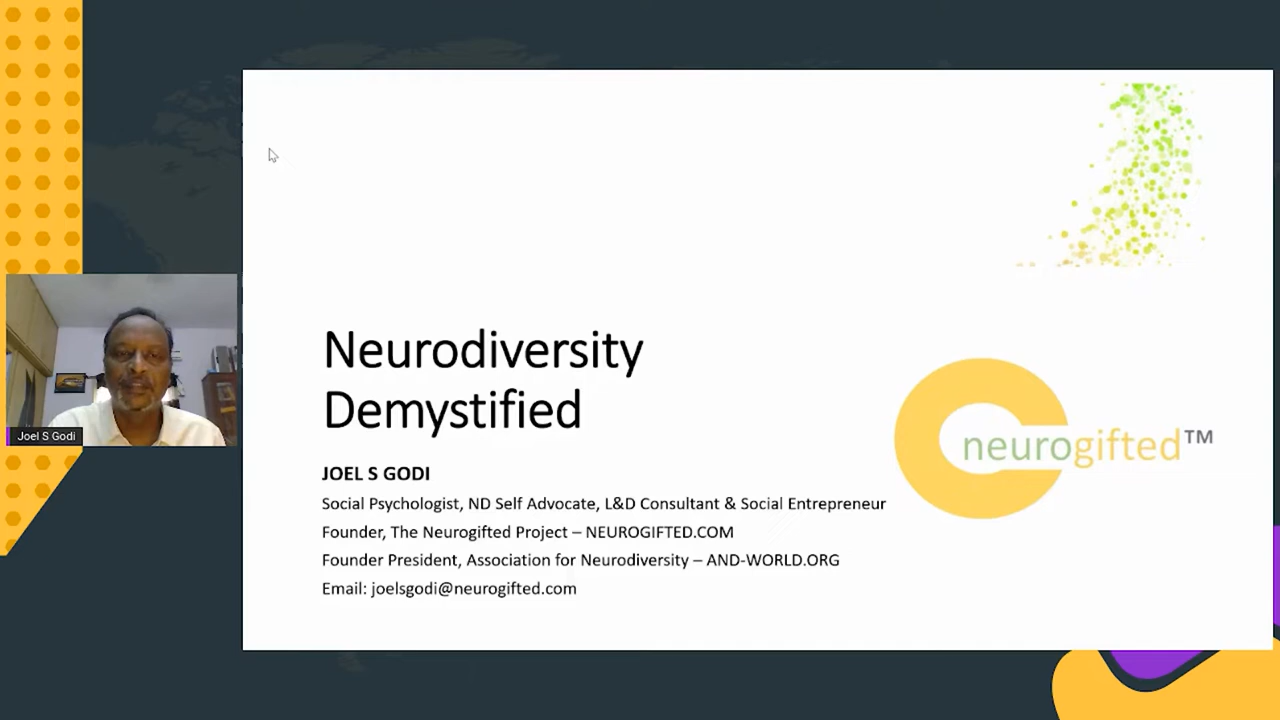 Joel S Godi
Neurodiversity
Demystified
JOEL S GODI
Social Psychologist, ND Self Advocate, L&D Consultant & Social Entrepreneur
Founder, The Neurogifted Project – NEUROGIFTED.COM
Founder President, Association for Neurodiversity – AND-WORLD.ORG
Email: joelsgodi@neurogifted.com
neurogifted™